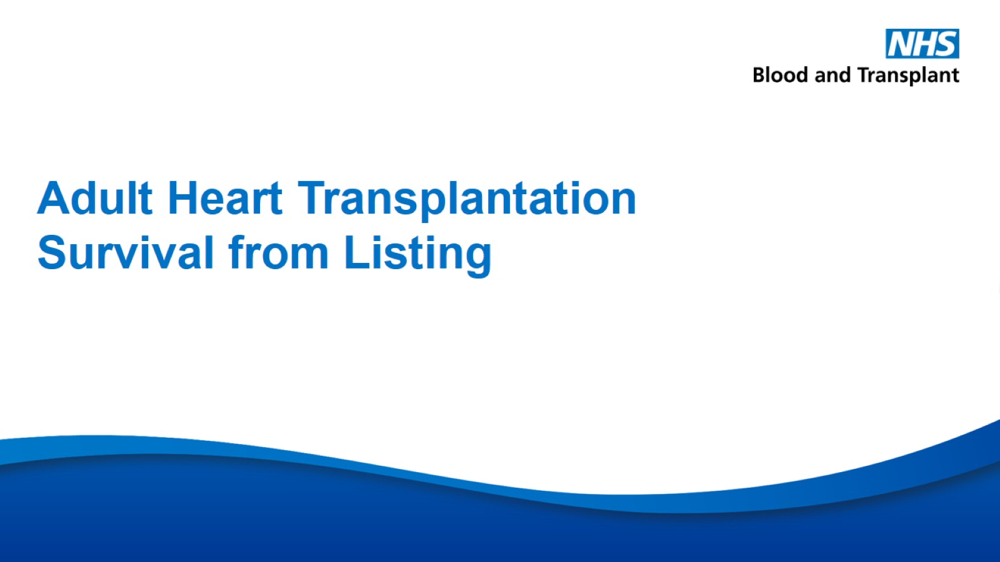 NHS
Blood and Transplant
Adult Heart Transplantation
Survival from Listing